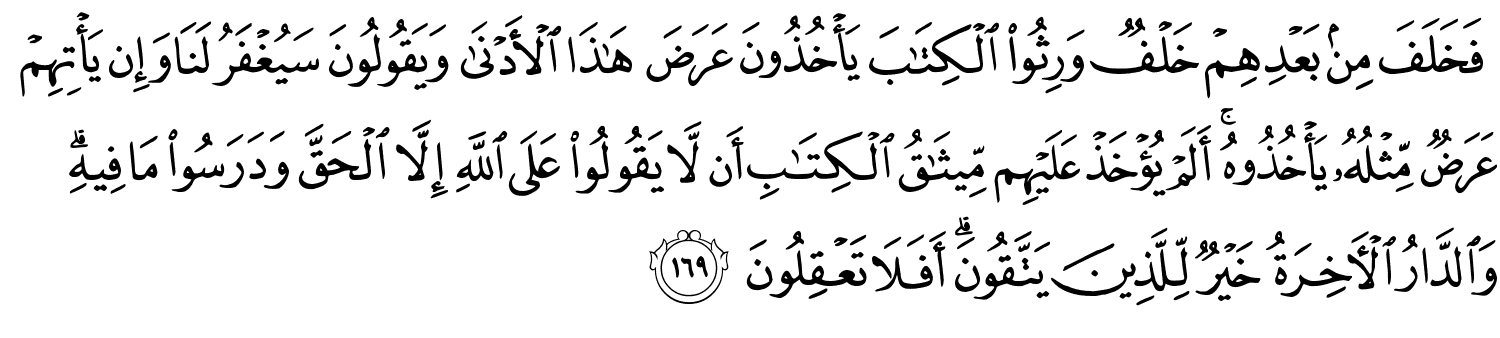 فَخَلَفَ مِنۢ بَعْدِهِمْ خَلْفٌ وَرِثُوا۟ ٱلْكِتَـٰبَ يَأْخُذُونَ عَرَضَ هَـٰذَا ٱلْأَدْنَىٰ وَيَقُولُونَ سَيُغْفَرُ لَنَا وَإِن يَأْتِهِمْ
عَرَضٌ مِّثْلُهُۥ يَأْخُذُوهُ ۚ أَلَمْ يُؤْخَذْ عَلَيْهِم مِّيثَـٰقُ ٱلْكِتَـٰبِ أَن لَّا يَقُولُوا۟ عَلَى ٱللَّهِ إِلَّا ٱلْحَقَّ وَدَرَسُوا۟ مَا فِيهِ ۗ
وَٱلدَّارُ ٱلْـَٔاخِرَةُ خَيْرٌ لِّلَّذِينَ يَتَّقُونَ ۗ أَفَلَا تَعْقِلُونَ ١٦٩